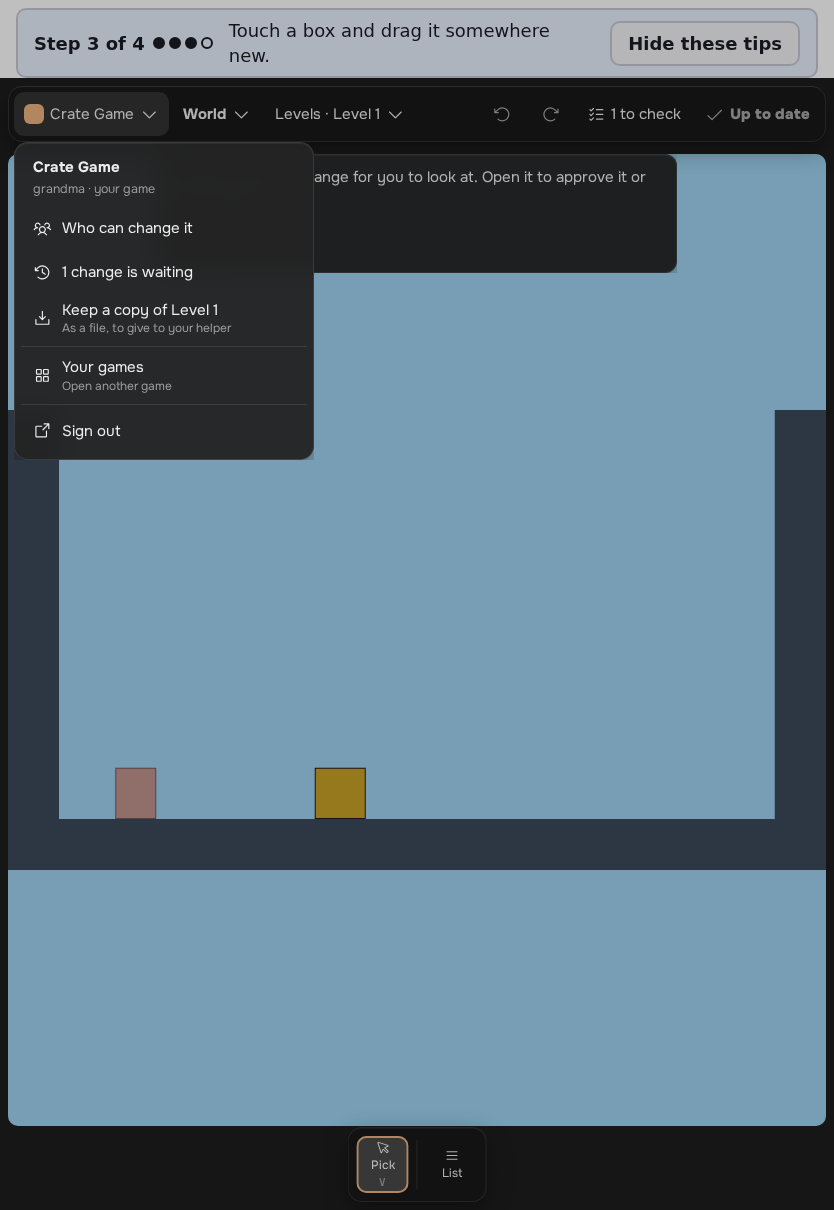 Step 3 of 4
Touch a box and drag it somewhere
new.
Hide these tips
Crate Game
World
Levels · Level 1
1 to check
Up to date
Crate Game
grandma · your game
ange for you to look at. Open it to approve it or
Who can change it
1 change is waiting
Keep a copy of Level 1
As a file, to give to your helper
Your games
Open another game
Sign out
Pick
V
List